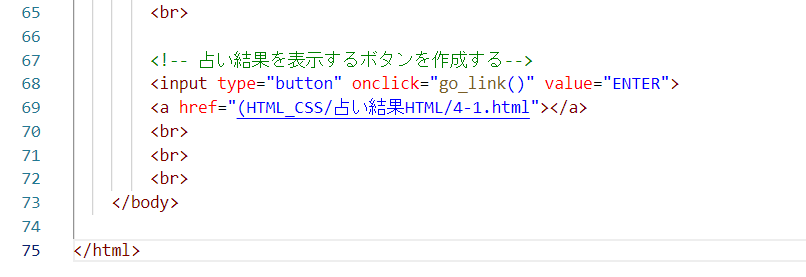 65 <br>
66
67 <!-- 占い結果を表示するボタンを作成する-->
68 <input type="button" onclick="go_link()" value="ENTER">
69 <a href="(HTML_CSS/占い結果HTML/4-1.html"></a>
70 <br>
71 <br>
72 <br>
73 </body>
74
75 </html>